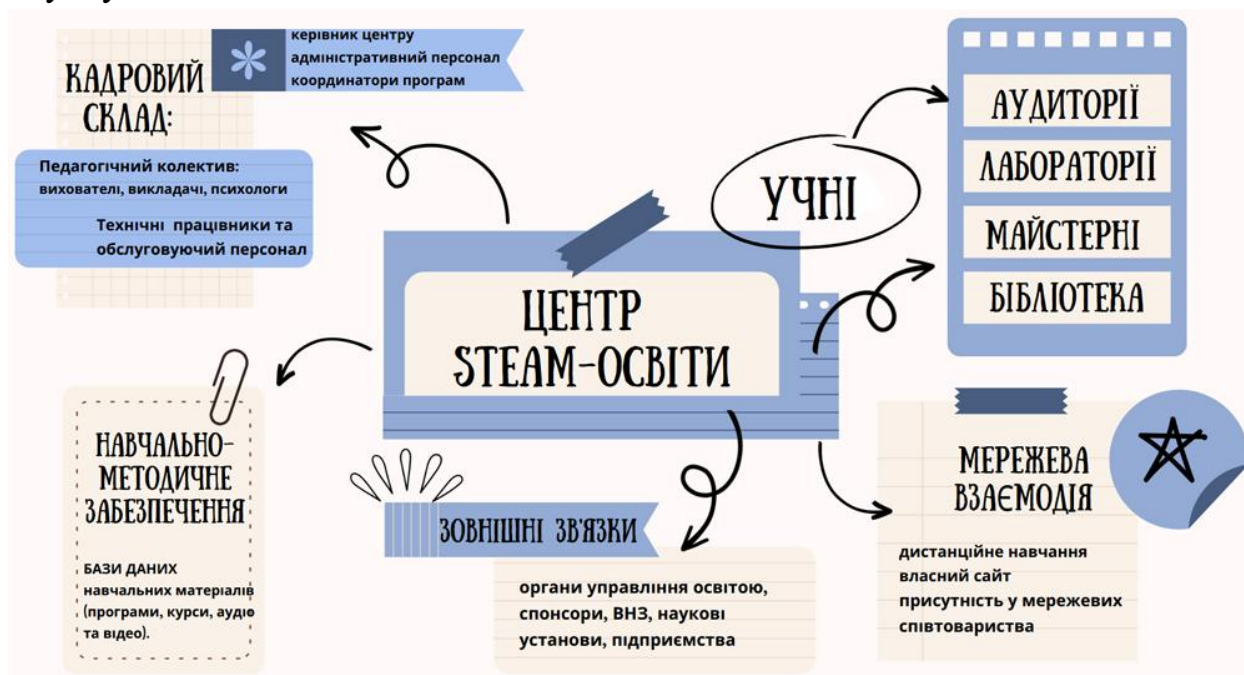 КАДРОВИЙ
СКЛАД:
керівник центру
адміністративний персонал
координатори програм
Педагогічний колектив:
вихователі, викладачі, психологи
Технічні працівники та
обслуговуючий персонал
УЧНІ
АУДИТОРІЇ
ЛАБОРАТОРІЇ
МАЙСТЕРНІ
БІБЛІОТЕКА
ЦЕНТР
STEAM-ОСВІТИ
НАВЧАЛЬНО-
МЕТОДИЧНЕ
ЗАБЕЗПЕЧЕННЯ
БАЗИ ДАНИХ
навчальних матеріалів
(програми, курси, аудіо
та відео).
ЗОВНІШНІ ЗВ'ЯЗКИ
органи управління освітою,
спонсори, ВНЗ, наукові
установи, підприємства
МЕРЕЖЕВА
ВЗАЄМОДІЯ
дистанційне навчання
власний сайт
присутність у мережевих
співтовариства